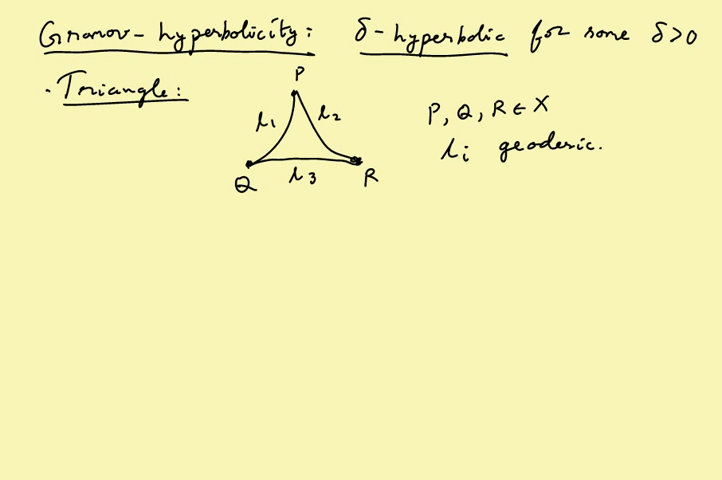 Gromov-hyperbolicity: δ-hyperbolic for some δ>0
· Triangle:
P
l1 l2
P, Q, R ∈ X
li geodesic.
Q l3 R